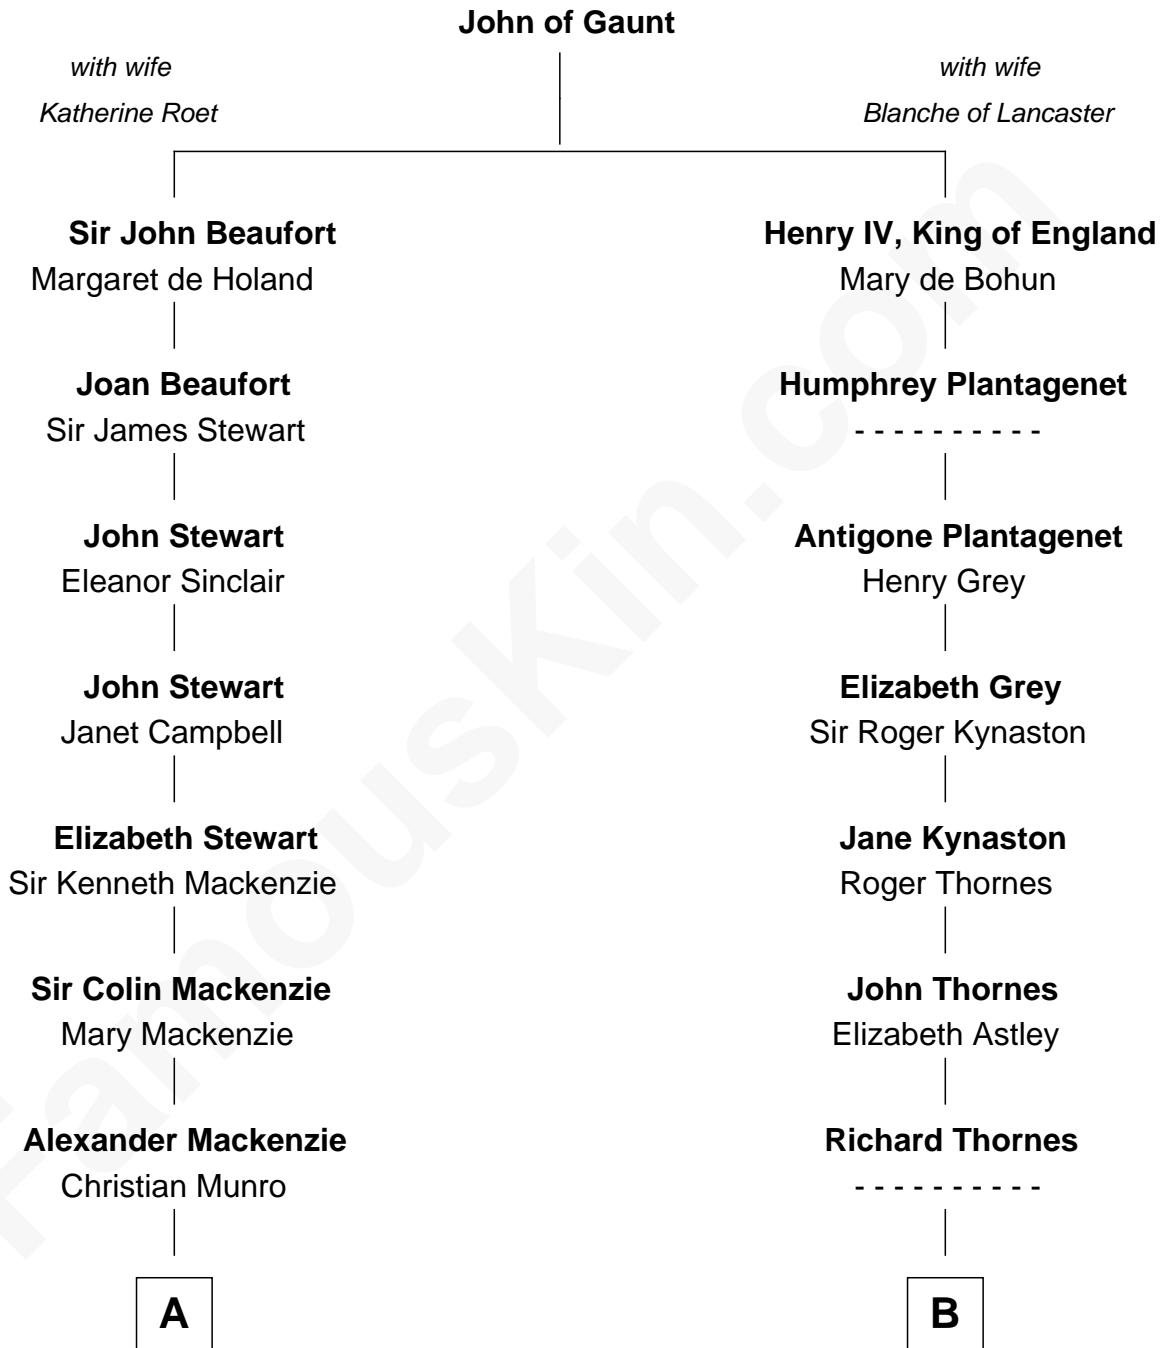 John of Gaunt
with wife
Katherine Roet
with wife
Blanche of Lancaster
Sir John Beaufort
Margaret de Holand
Henry IV, King of England
Mary de Bohun
Joan Beaufort
Sir James Stewart
Humphrey Plantagenet
- - - - - - - - - -
John Stewart
Eleanor Sinclair
Antigone Plantagenet
Henry Grey
John Stewart
Janet Campbell
Elizabeth Grey
Sir Roger Kynaston
Elizabeth Stewart
Sir Kenneth Mackenzie
Jane Kynaston
Roger Thornes
Sir Colin Mackenzie
Mary Mackenzie
John Thornes
Elizabeth Astley
Alexander Mackenzie
Christian Munro
Richard Thornes
- - - - - - - - - -
A
B
FamousKin.com